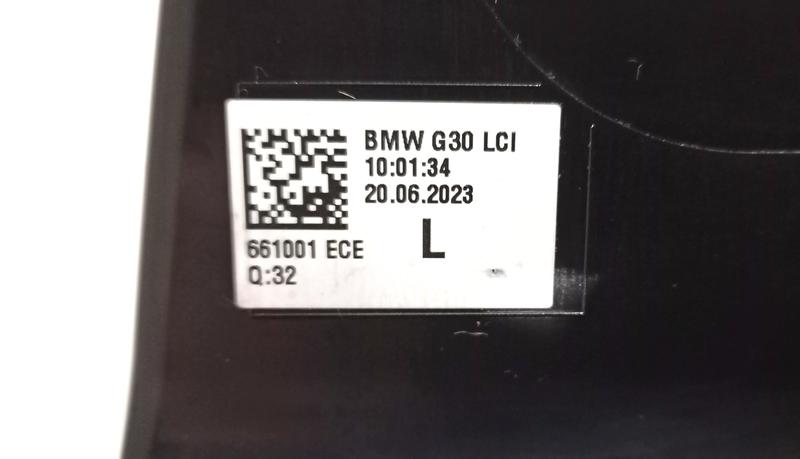 BMW G30 LCI
10:01:34
20.06.2023
L
661001 ECE
Q:32